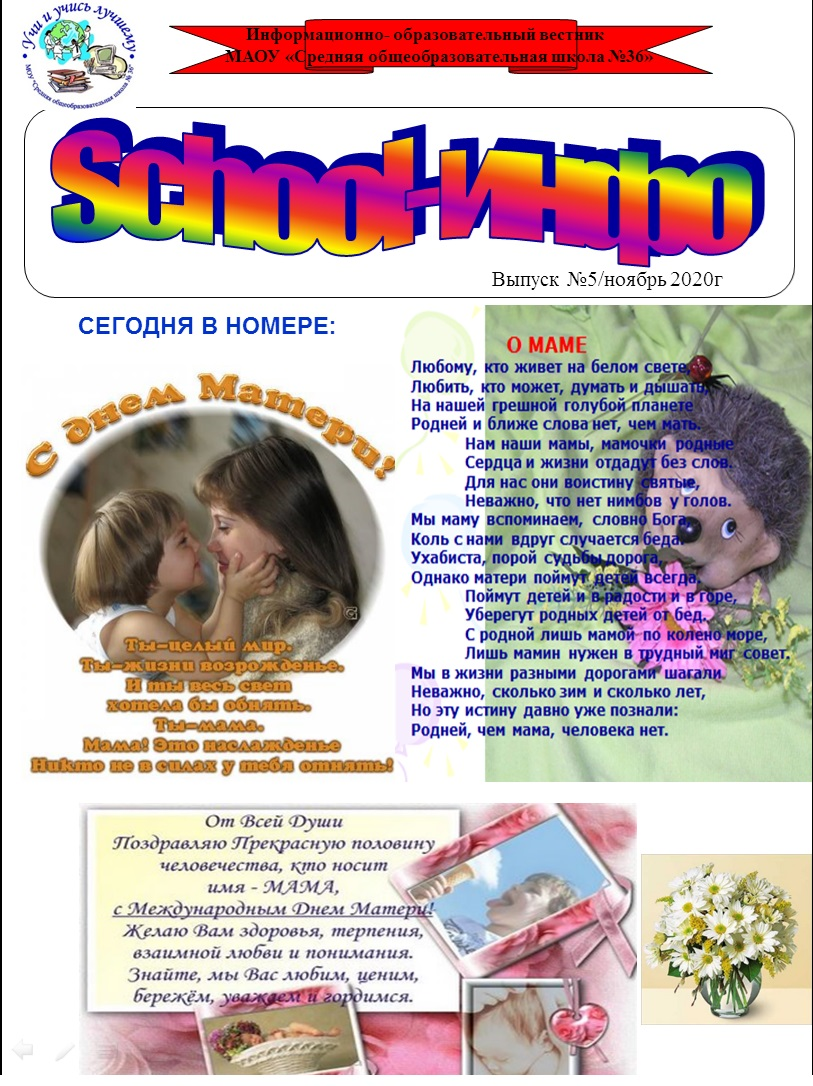 Учи и учись лучшему
МОУ "Средняя общеобразовательная школа № 36"
Информационно- образовательный вестник
МАОУ «Средняя общеобразовательная школа №36»
School-инфо
Выпуск №5/ноябрь 2020г
СЕГОДНЯ В НОМЕРЕ:
С днем Матери!
Ты-целый мир.
Ты-жизни возрожденье.
И ты весь свет
хотела бы обнять.
Ты-мама.
Мама! Это наслажденье
Никто не в силах у тебя отнять!
О МАМЕ
Любому, кто живет на белом свете,
Любить, кто может, думать и дышать,
На нашей грешной голубой планете
Родней и ближе слова нет, чем мать.
Нам наши мамы, мамочки родные
Сердца и жизни отдадут без слов.
Для нас они воистину святые,
Неважно, что нет нимбов у голов.
Мы маму вспоминаем, словно Бога,
Коль с нами вдруг случается беда.
Ухабиста, порой судьбы дорога,
Однако матери поймут детей всегда.
Поймут детей и в радости и в горе,
Уберегут родных детей от бед.
С родной лишь мамой по колено море,
Лишь мамин нужен в трудный миг совет.
Мы в жизни разными дорогами шагали
Неважно, сколько зим и сколько лет,
Но эту истину давно уже познали:
Родней, чем мама, человека нет.
От Всей Души
Поздравляю Прекрасную половину
человечества, кто носит
имя - МАМА,
с Международным Днем Матери!
Желаю Вам здоровья, терпения,
взаимной любви и понимания.
Знайте, мы Вас любим, ценим,
бережём, уважаем и гордимся.